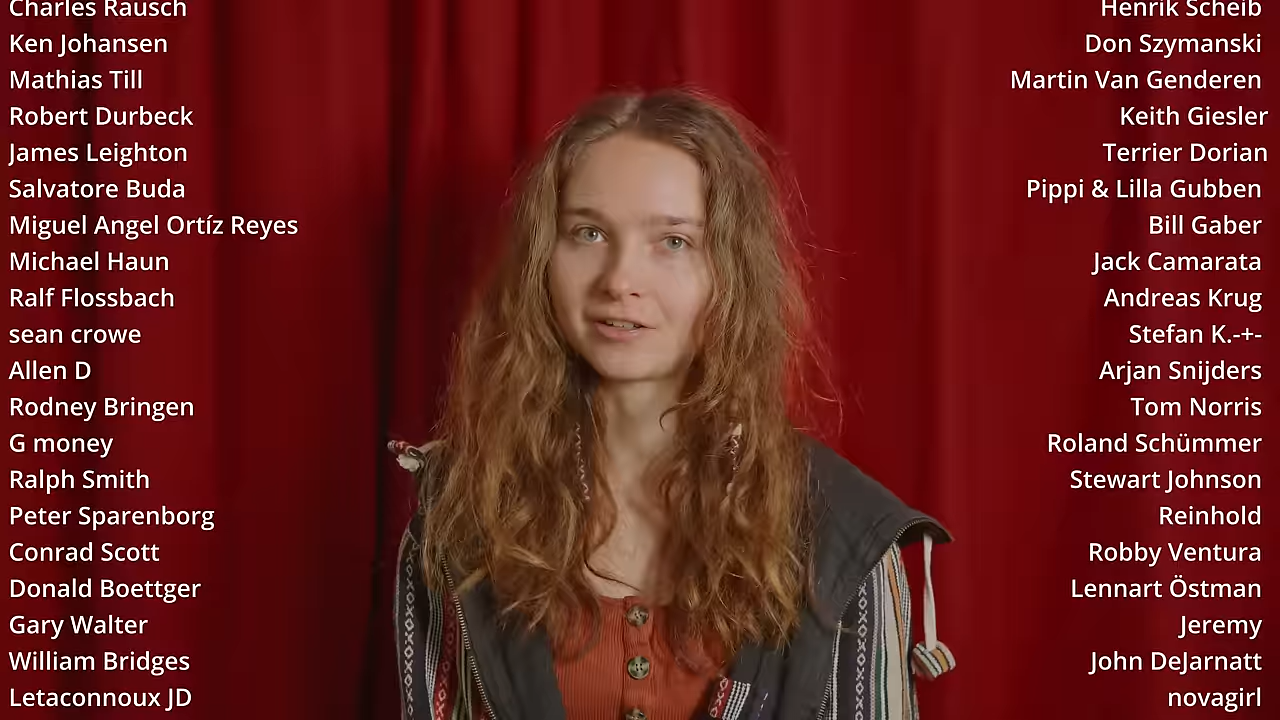 Charles Rausch
Ken Johansen
Mathias Till
Robert Durbeck
James Leighton
Salvatore Buda
Miguel Angel Ortíz Reyes
Michael Haun
Ralf Flossbach
sean crowe
Allen D
Rodney Bringen
G money
Ralph Smith
Peter Sparenborg
Conrad Scott
Donald Boettger
Gary Walter
William Bridges
Letaconnoux JD
Henrik Scheib
Don Szymanski
Martin Van Genderen
Keith Giesler
Terrier Dorian
Pippi & Lilla Gubben
Bill Gaber
Jack Camarata
Andreas Krug
Stefan K.-+-
Arjan Snijders
Tom Norris
Roland Schümmer
Stewart Johnson
Reinhold
Robby Ventura
Lennart Östman
Jeremy
John DeJarnatt
novagirl